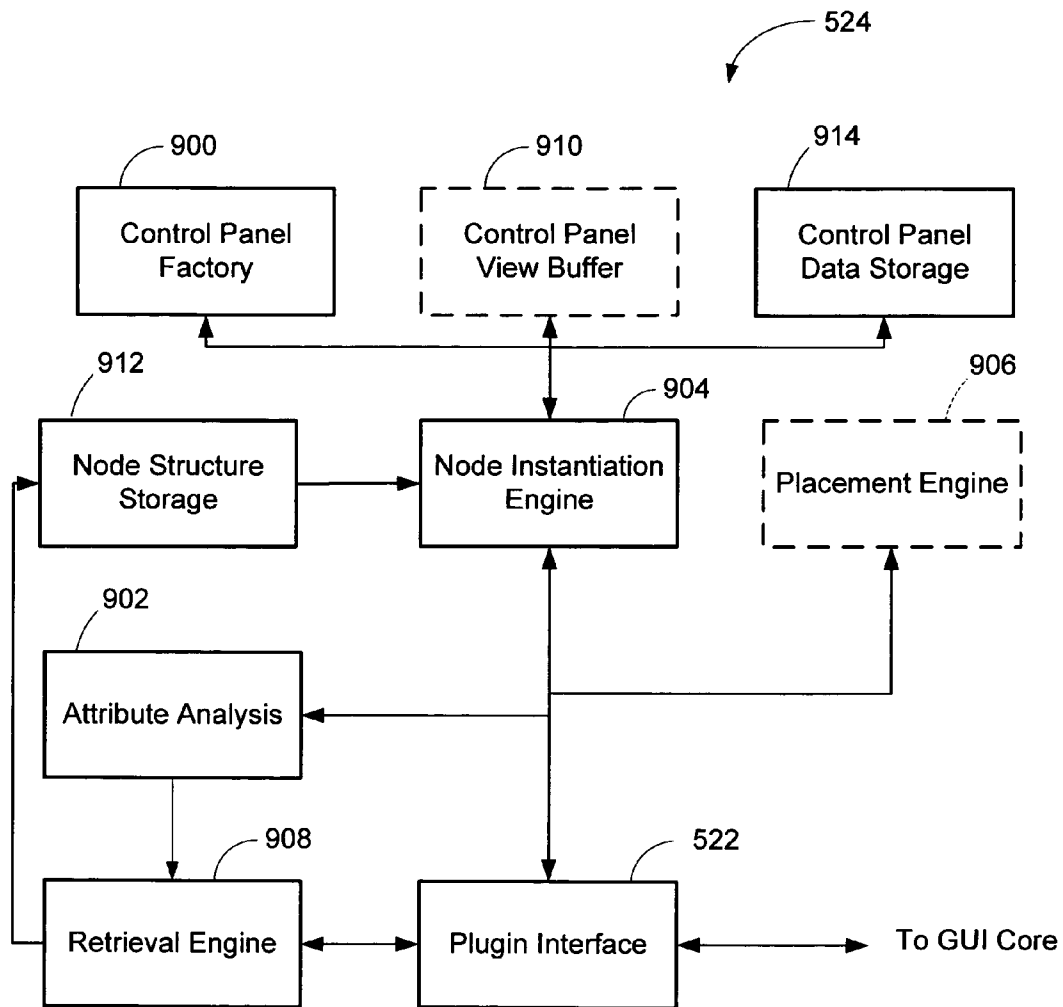 524
900
910
914
Control Panel
Factory
Control Panel
View Buffer
Control Panel
Data Storage
912
904
906
Node Structure
Storage
Node Instantiation
Engine
Placement Engine
902
Attribute Analysis
908
522
Retrieval Engine
Plugin Interface
To GUI Core